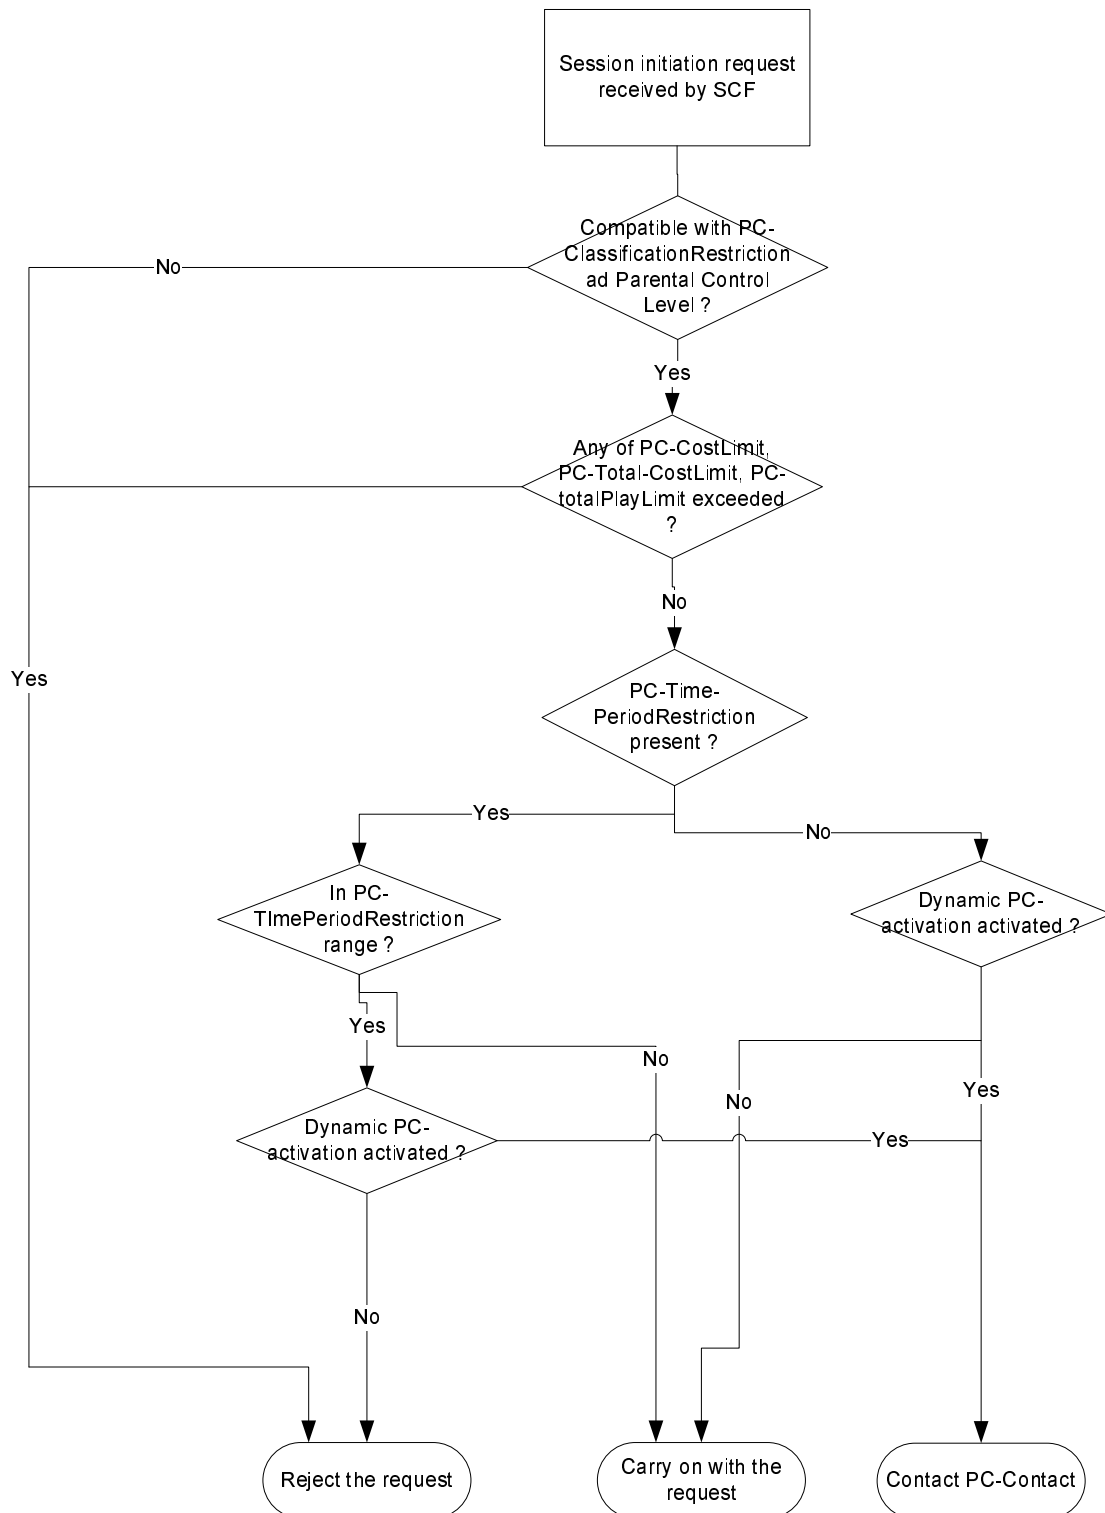 Session initiation request
received by SCF
Compatible with PC-
ClassificationRestriction
ad Parental Control
Level ?
No
Yes
Any of PC-CostLimit,
PC-Total-CostLimit, PC-
totalPlayLimit exceeded
?
No
Yes
PC-Time-
PeriodRestriction
present ?
Yes
No
In PC-
TImePeriodRestriction
range ?
Dynamic PC-
activation activated ?
Yes
No
Yes
No
Dynamic PC-
activation activated ?
Yes
No
Reject the request
Carry on with the
request
Contact PC-Contact